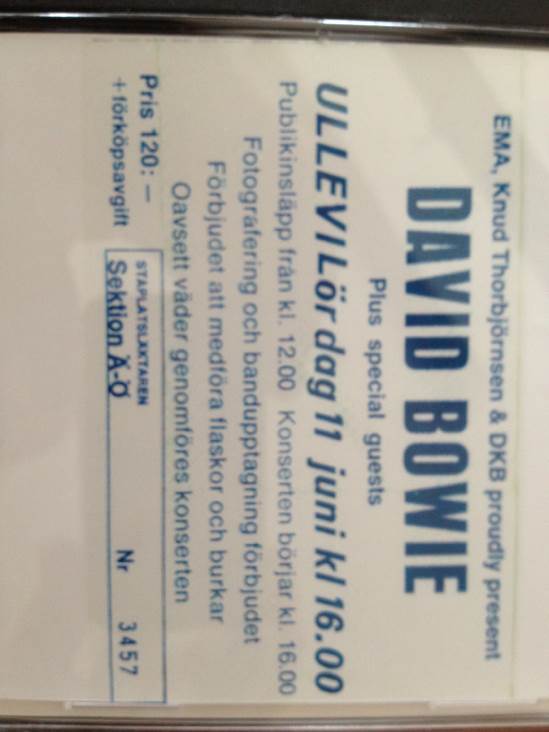 EMA, Knud Thorbjörnsen & DKB proudly present
DAVID BOWIE
Plus special guests
ULLEVI Lördag 11 juni kl 16.00
Publikinsläpp från kl. 12.00 Konserten börjar kl. 16.00
Fotografering och bandupptagning förbjudet
Förbjudet att medföra flaskor och burkar
Oavsett väder genomföres konserten
Pris 120:—
+ förköpsavgift
STÅPLATSLÄKTAREN
Sektion Ä-Ö
Nr 3457